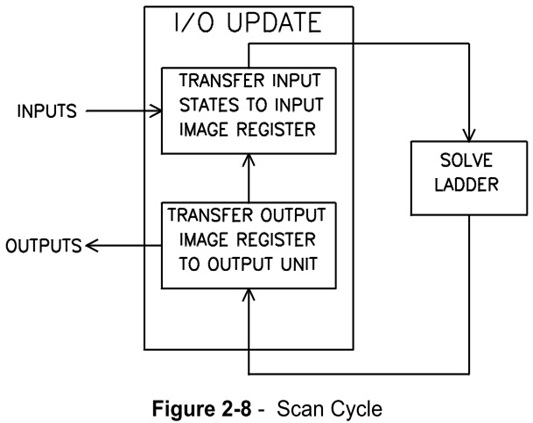 I/O UPDATE
TRANSFER INPUT
STATES TO INPUT
IMAGE REGISTER
INPUTS
SOLVE
LADDER
TRANSFER OUTPUT
IMAGE REGISTER
TO OUTPUT UNIT
OUTPUTS
Figure 2-8 - Scan Cycle